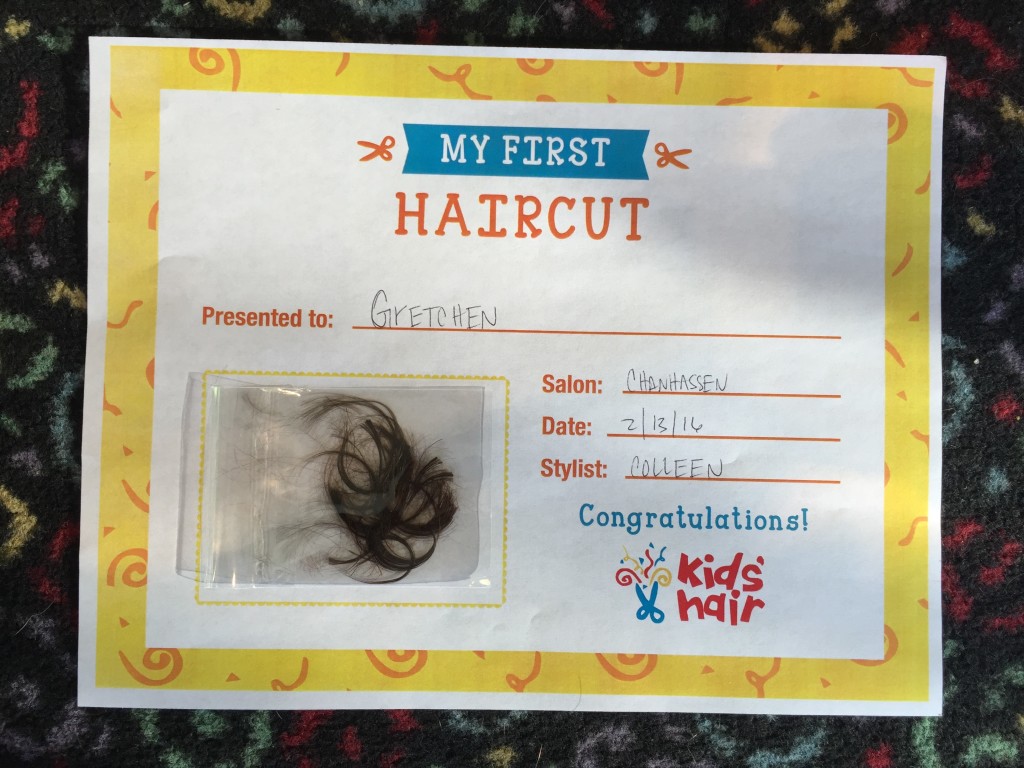 MY FIRST
HAIRCUT
Presented to: GRETCHEN
Salon: CHANHASSEN
Date: 2/13/16
Stylist: COLLEEN
Congratulations!
Kids'
hair